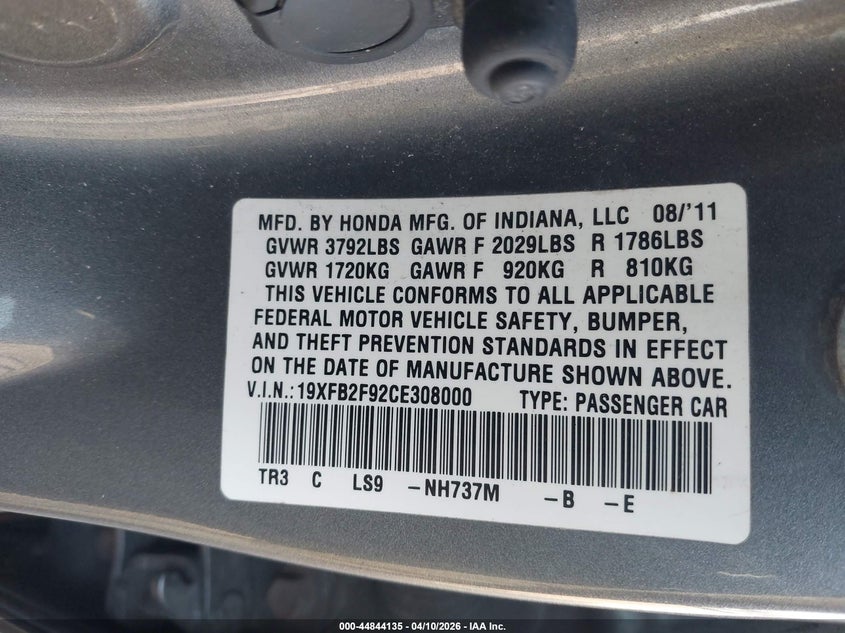 MFD. BY HONDA MFG. OF INDIANA, LLC 08/'11
GVWR 3792LBS GAWR F 2029LBS R 1786LBS
GVWR 1720KG GAWR F 920KG R 810KG
THIS VEHICLE CONFORMS TO ALL APPLICABLE
FEDERAL MOTOR VEHICLE SAFETY, BUMPER,
AND THEFT PREVENTION STANDARDS IN EFFECT
ON THE DATE OF MANUFACTURE SHOWN ABOVE.
V.I.N.:19XFB2F92CE308000 TYPE: PASSENGER CAR
TR3 C LS9 -NH737M -B -E
000-44844135 - 04/10/2026 - IAA Inc.